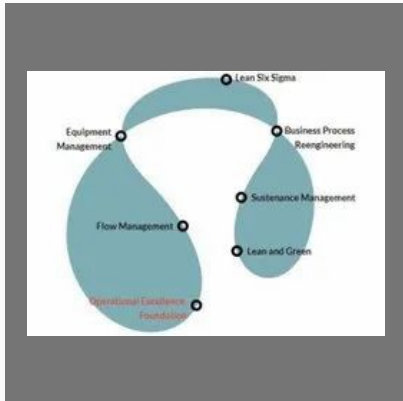 Lean Six Sigma
Equipment
Management
Business Process
Reengineering
Sustenance Management
Flow Management
Lean and Green
Operational Excellence
Foundation